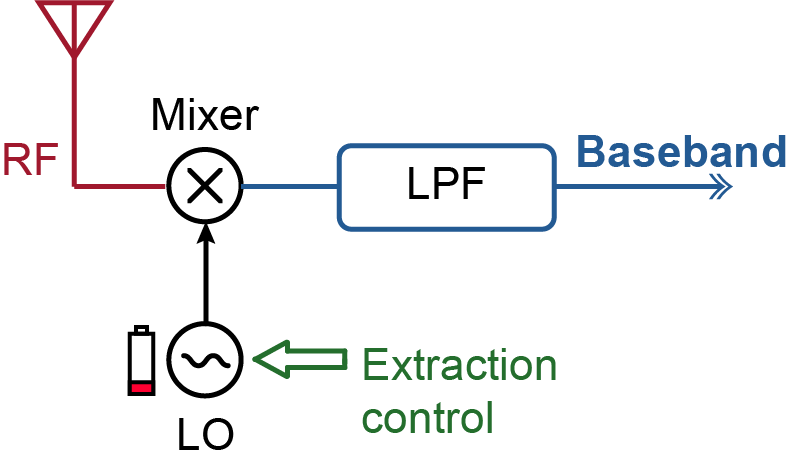 Mixer
RF
LPF
Baseband
LO
Extraction
control